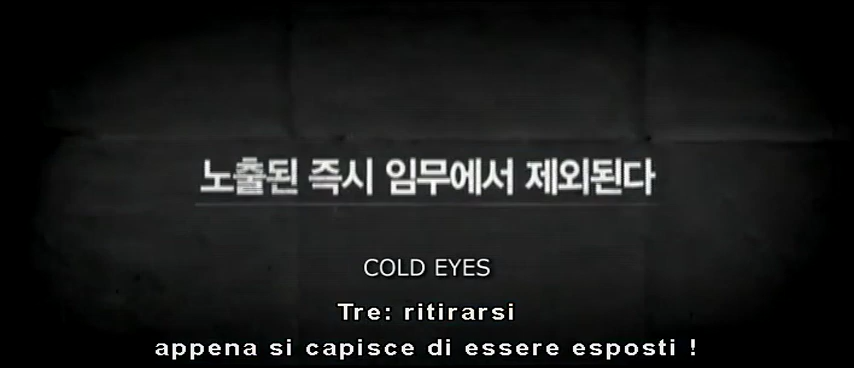 노출된 즉시 임무에서 제외된다
COLD EYES
Tre: ritirarsi
appena si capisce di essere esposti !